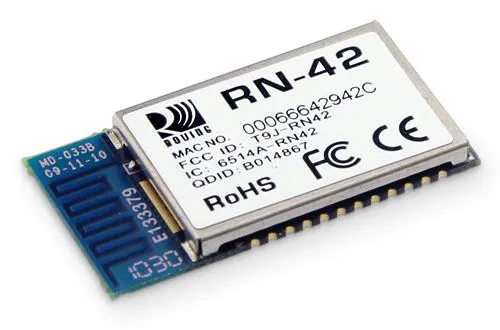 RN-42
ROVING
MAC NO. 00066642942C
FCC ID: T9J-RN42
IC: 6514A-RN42
QDID: B014867
RoHS FC CE
MD-033B
09-11-10
E133379
1030